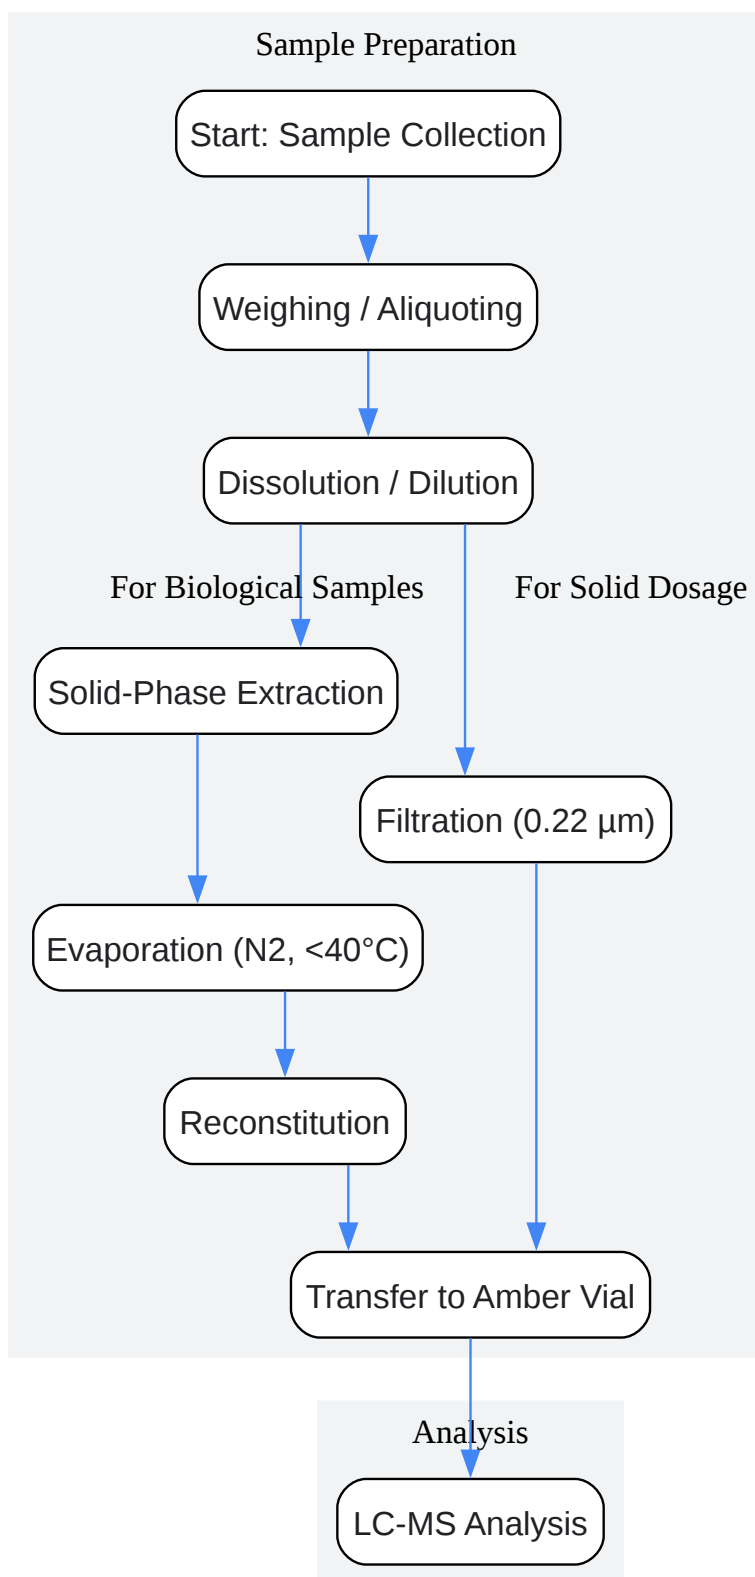 Sample Preparation
Start: Sample Collection
Weighing / Aliquoting
Dissolution / Dilution
For Biological Samples
For Solid Dosage
Solid-Phase Extraction
Filtration (0.22 µm)
Evaporation (N2, <40°C)
Reconstitution
Transfer to Amber Vial
Analysis
LC-MS Analysis